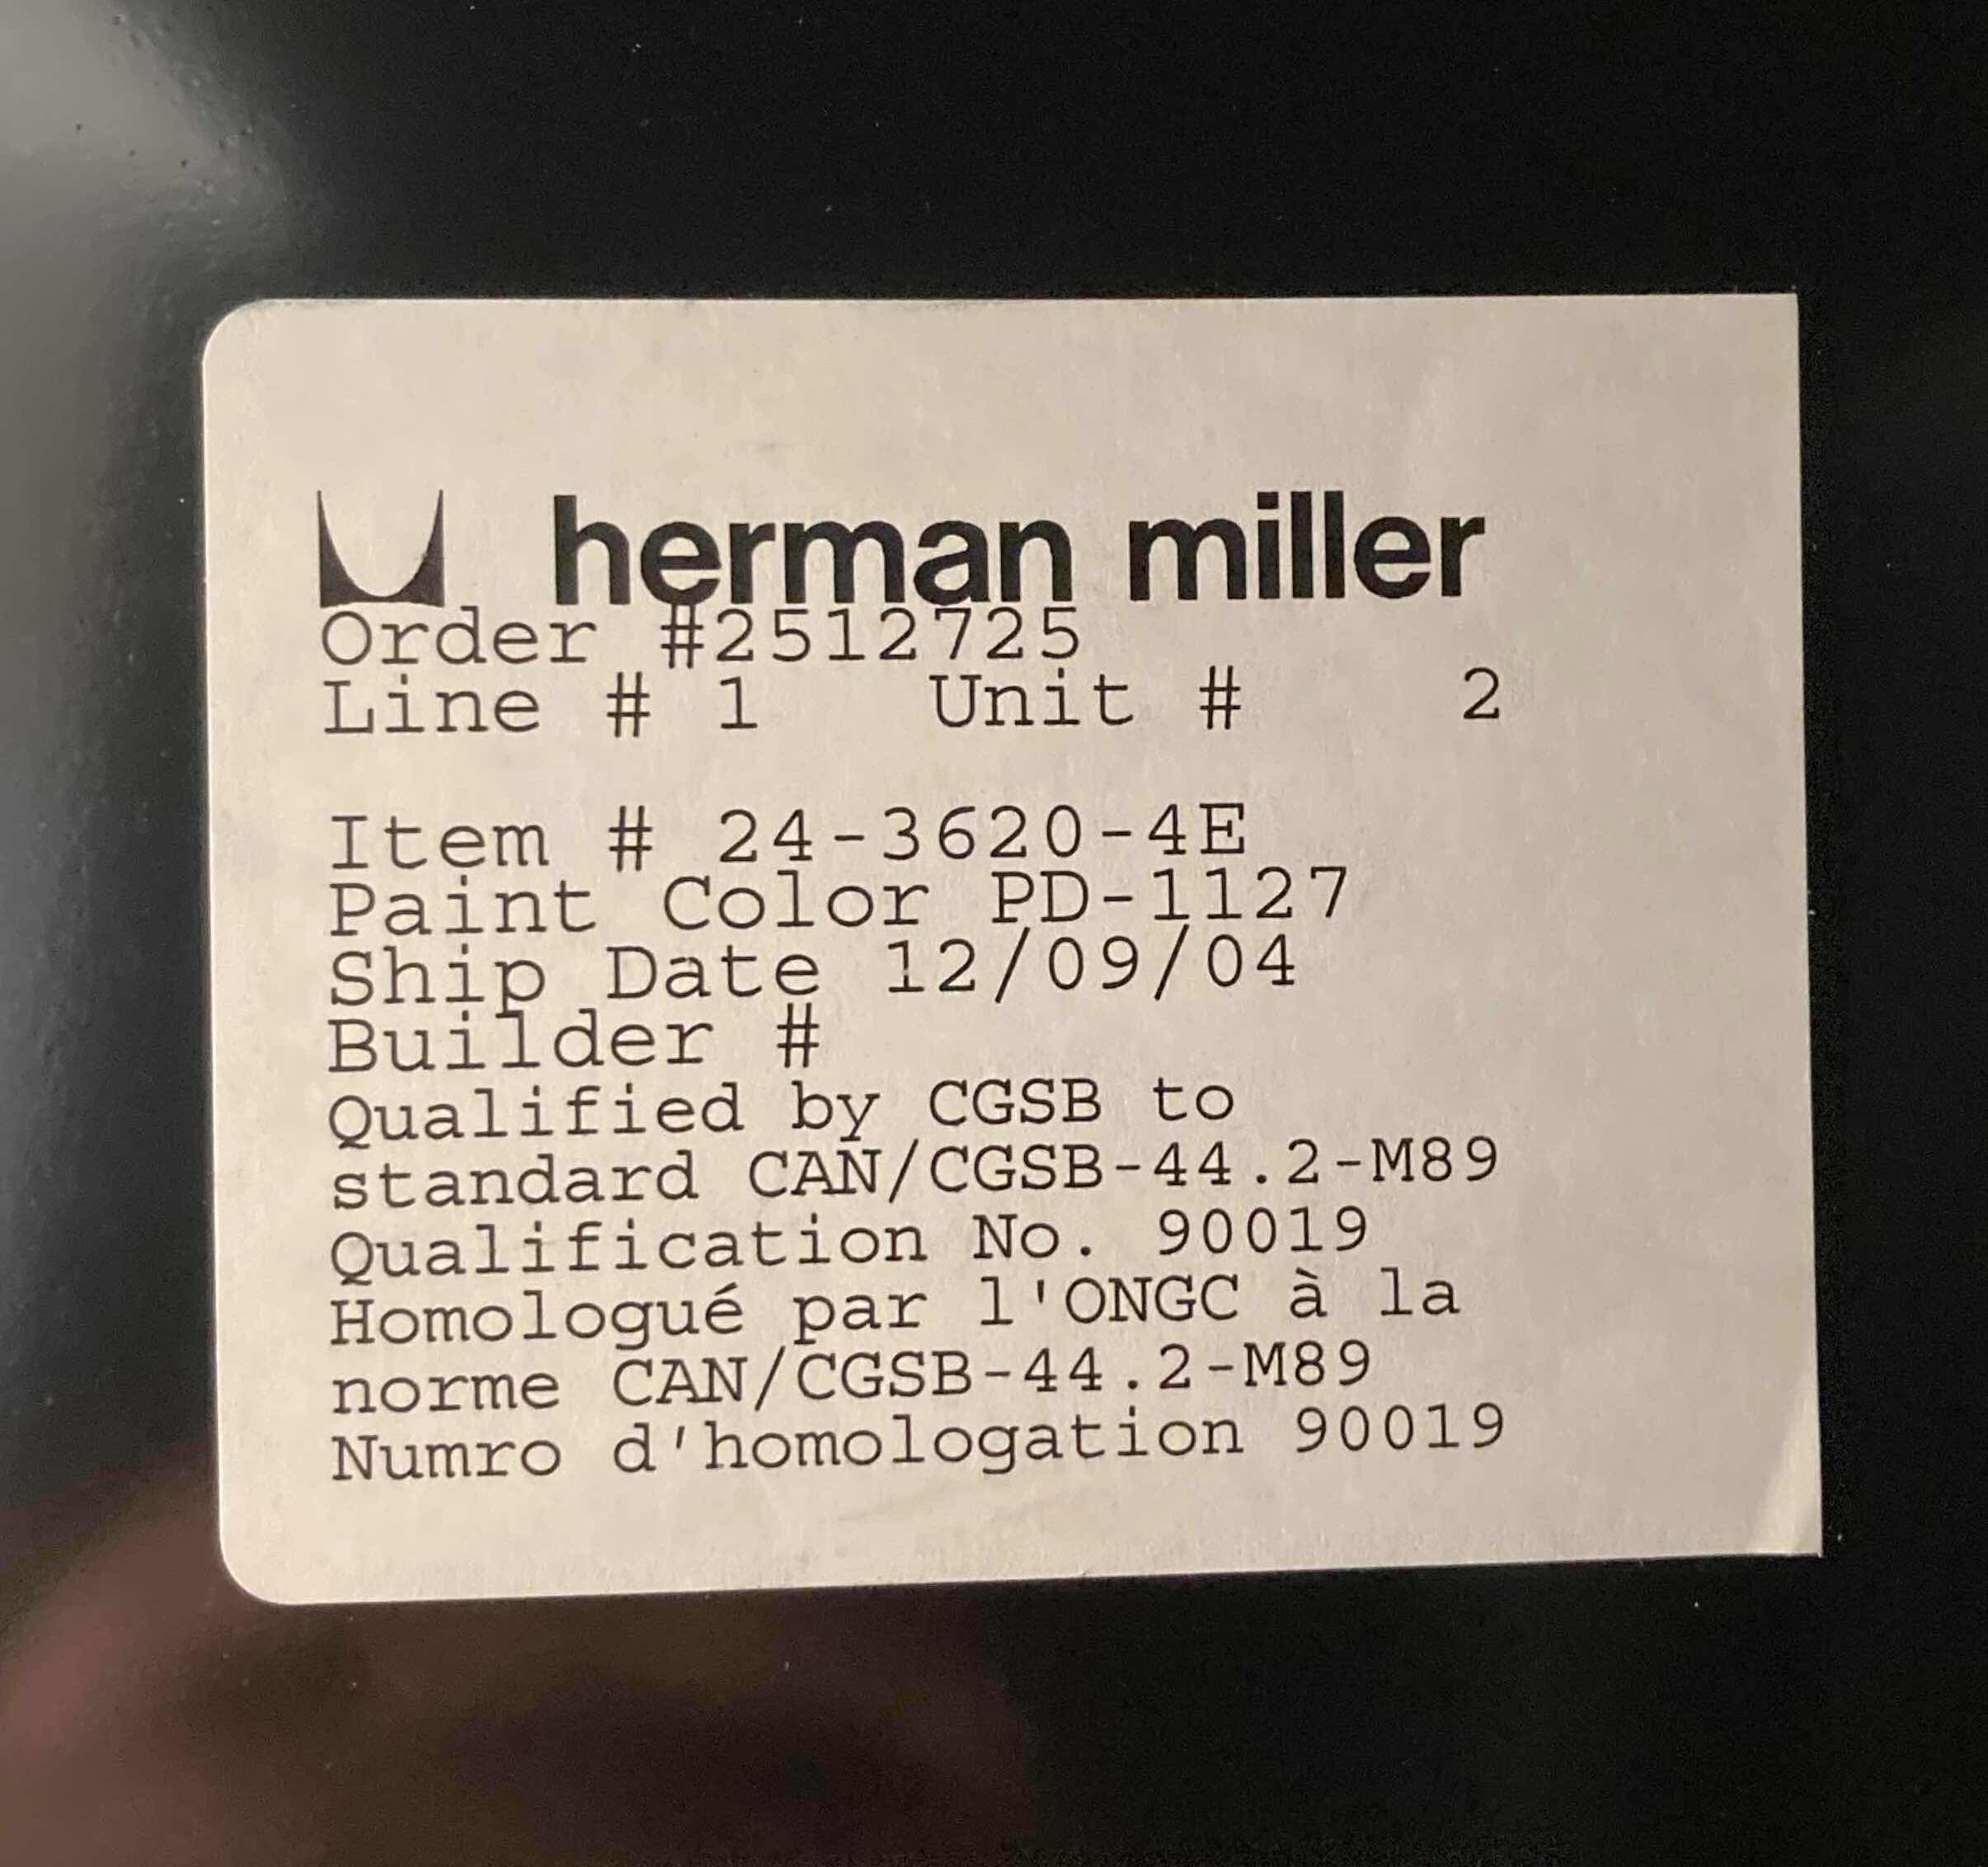 herman miller
Order #2512725
Line # 1 Unit # 2
Item # 24-3620-4E
Paint Color PD-1127
Ship Date 12/09/04
Builder #
Qualified by CGSB to
standard CAN/CGSB-44.2-M89
Qualification No. 90019
Homologué par l'ONGC à la
norme CAN/CGSB-44.2-M89
Numro d'homologation 90019